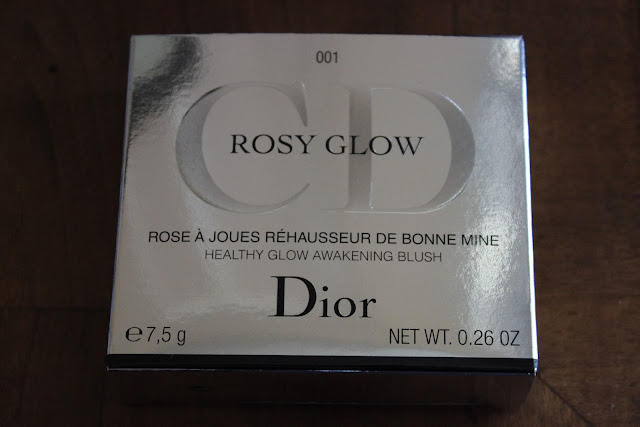 001
CD
ROSY GLOW
ROSE À JOUES RÉHAUSSEUR DE BONNE MINE
HEALTHY GLOW AWAKENING BLUSH
Dior
℮ 7,5 g NET WT. 0.26 OZ